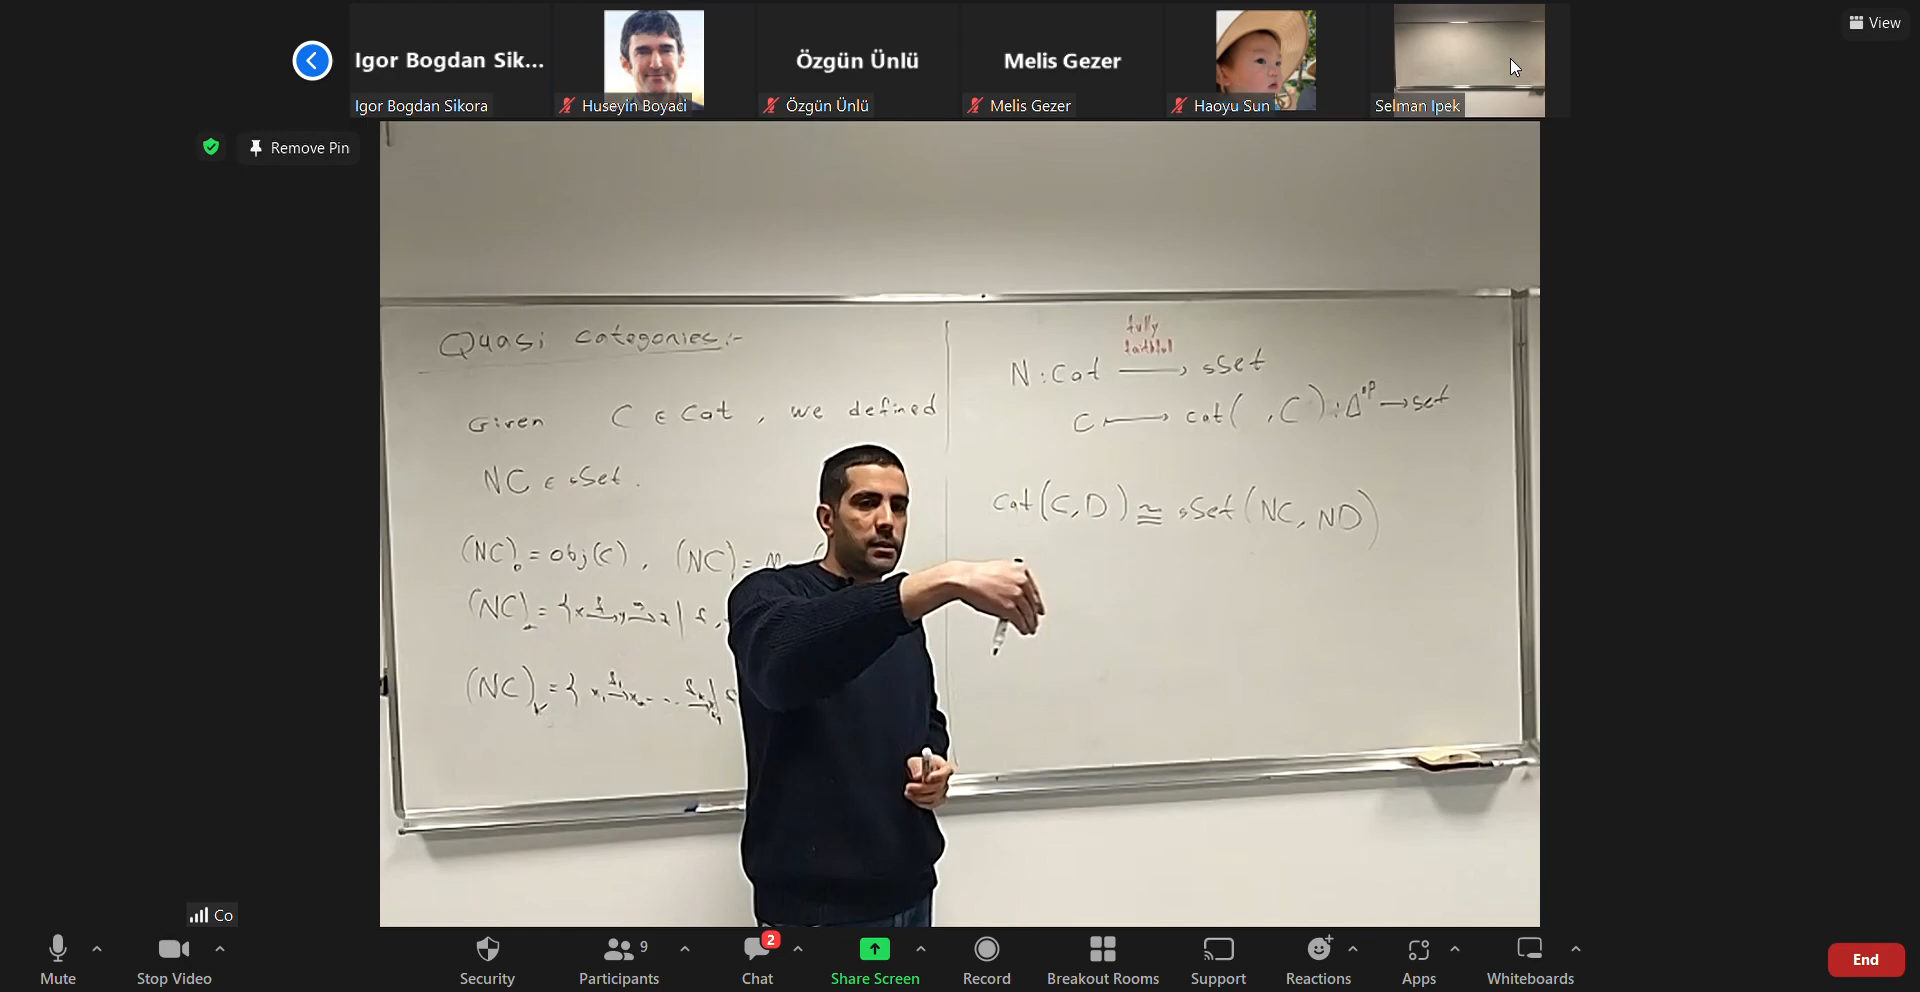 Igor Bogdan Sik...
Igor Bogdan Sikora
Huseyin Boyaci
Özgün Ünlü
Özgün Ünlü
Melis Gezer
Melis Gezer
Haoyu Sun
Selman Ipek
View
Remove Pin
Quasi categories:-
Given C ∈ Cat, we defined
NC ∈ sSet.
(NC)₀ = obj(C), (NC)₁ =
(NC)₂ = {x →f y →g z | f,
(NC)ₖ = {
fully
faithful
N : Cat ⟶ sSet
C ⟼ cat( , C) : Δ^op → set
Cat(C, D) ≅ sSet(NC, ND)
Co
Mute
Stop Video
Security
Participants
9
Chat
2
Share Screen
Record
Breakout Rooms
Support
Reactions
Apps
Whiteboards
End